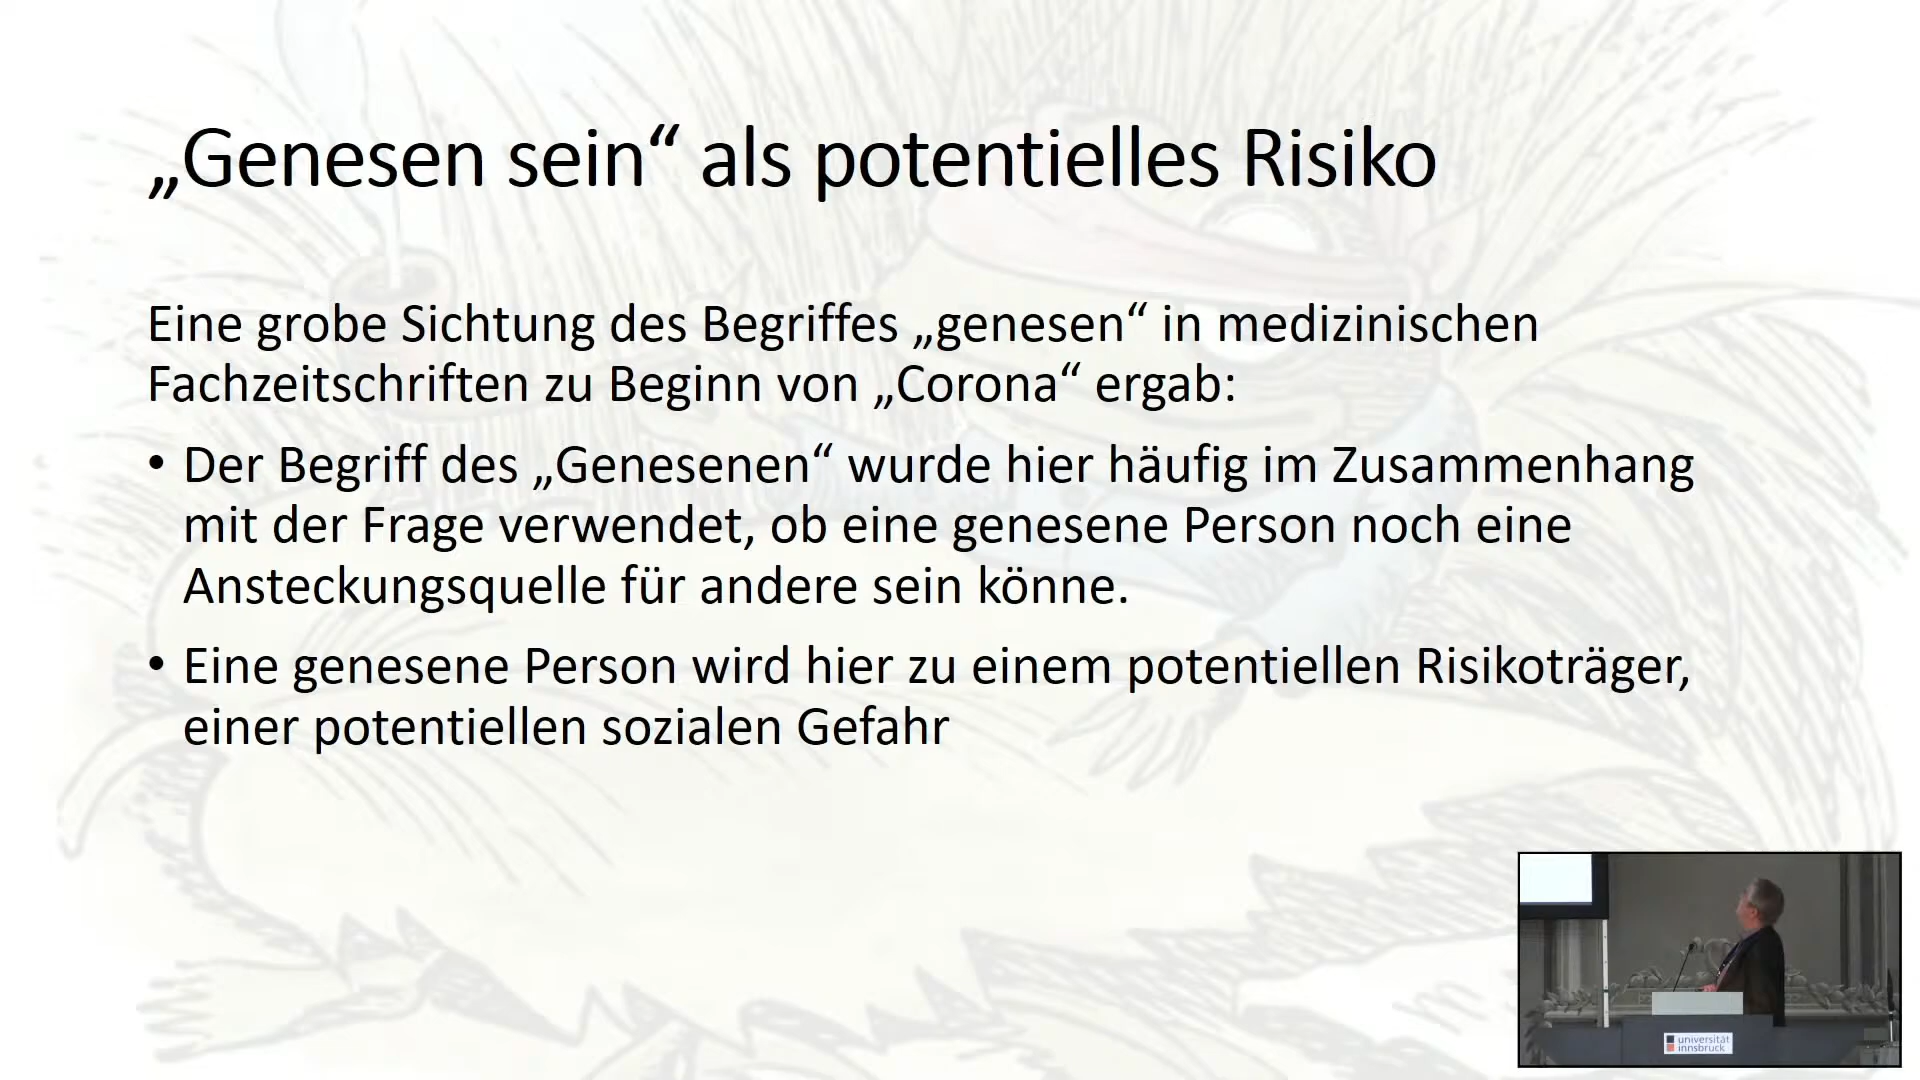 „Genesen sein“ als potentielles Risiko
Eine grobe Sichtung des Begriffes „genesen“ in medizinischen
Fachzeitschriften zu Beginn von „Corona“ ergab:
• Der Begriff des „Genesenen“ wurde hier häufig im Zusammenhang
mit der Frage verwendet, ob eine genesene Person noch eine
Ansteckungsquelle für andere sein könne.
• Eine genesene Person wird hier zu einem potentiellen Risikoträger,
einer potentiellen sozialen Gefahr
universität
innsbruck